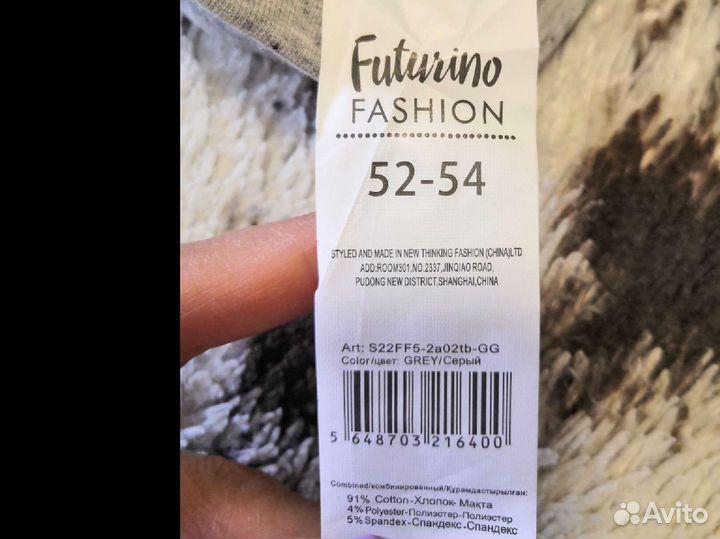 Futurino
FASHION
52-54
STYLED AND MADE IN NEW THINKING FASHION (CHINA)LTD
ADD:ROOM301,NO.2337,JINQIAO ROAD,
PUDONG NEW DISTRICT,SHANGHAI,CHINA
Art: S22FF5-2a02tb-GG
Color/цвет: GREY/Серый
5 648703 216400
Combined/комбинированный/Құрамдастырылған:
91% Cotton-Хлопок- Мақта
4% Polyester-Полиэстер-Полиэстер
5% Spandex-Спандекс-Спандекс
Avito